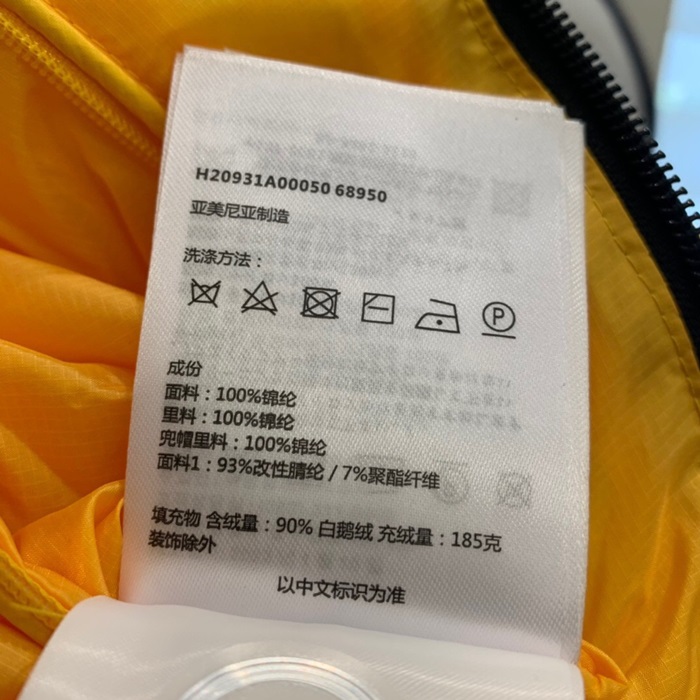 H20931A00050 68950
亚美尼亚制造
洗涤方法：
P
成份
面料：100%锦纶
里料：100%锦纶
兜帽里料：100%锦纶
面料1：93%改性腈纶 / 7%聚酯纤维
填充物 含绒量：90% 白鹅绒 充绒量：185克
装饰除外
以中文标识为准